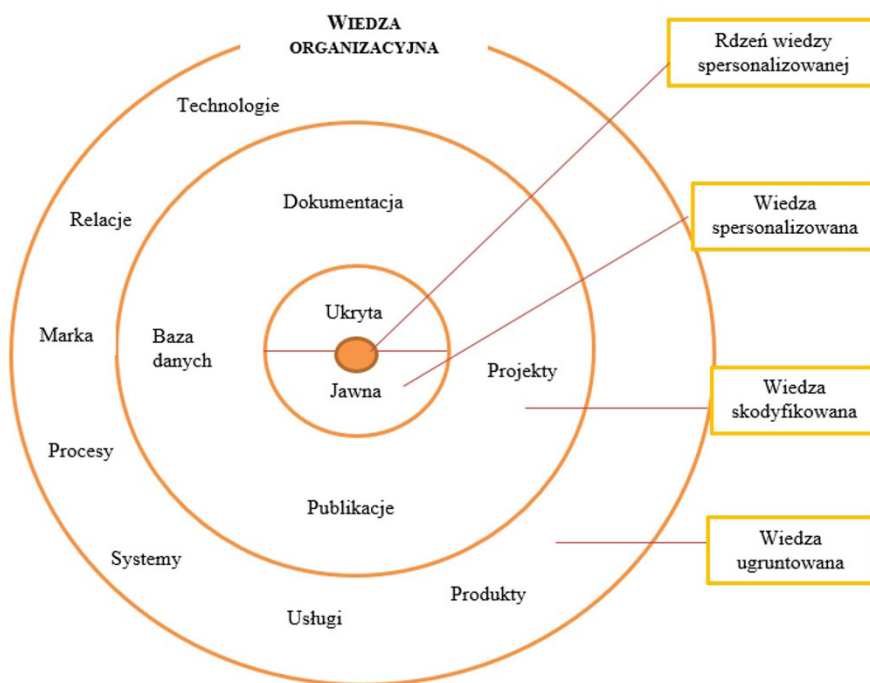 WIEDZA
ORGANIZACYJNA
Rdzeń wiedzy
spersonalizowanej
Technologie
Dokumentacja
Relacje
Wiedza
spersonalizowana
Ukryta
Marka
Baza
danych
Jawna
Projekty
Wiedza
skodyfikowana
Procesy
Publikacje
Systemy
Wiedza
ugruntowana
Produkty
Usługi